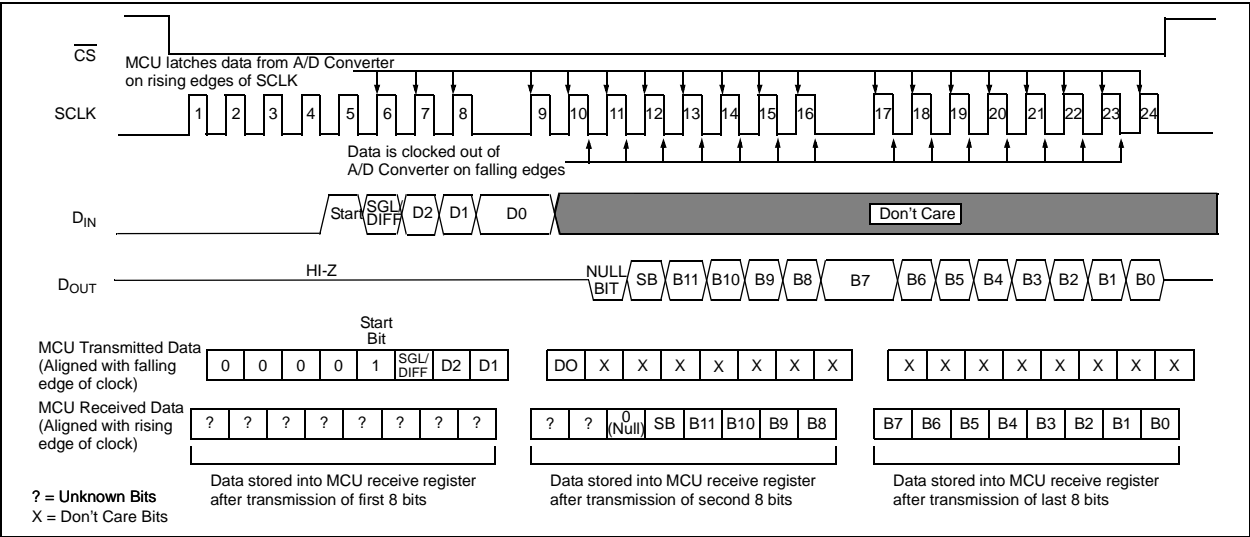 CS
MCU latches data from A/D Converter
on rising edges of SCLK
SCLK
1 2 3 4 5 6 7 8 9 10 11 12 13 14 15 16 17 18 19 20 21 22 23 24
Data is clocked out of
A/D Converter on falling edges
DIN
Start SGL/DIFF D2 D1 D0 Don't Care
HI-Z
DOUT
NULL BIT SB B11 B10 B9 B8 B7 B6 B5 B4 B3 B2 B1 B0
Start
Bit
MCU Transmitted Data
(Aligned with falling
edge of clock)
0 0 0 0 1 SGL/DIFF D2 D1 DO X X X X X X X X X X X X X X X
MCU Received Data
(Aligned with rising
edge of clock)
? ? ? ? ? ? ? ? ? ? 0 (Null) SB B11 B10 B9 B8 B7 B6 B5 B4 B3 B2 B1 B0
Data stored into MCU receive register
after transmission of first 8 bits
Data stored into MCU receive register
after transmission of second 8 bits
Data stored into MCU receive register
after transmission of last 8 bits
? = Unknown Bits
X = Don't Care Bits